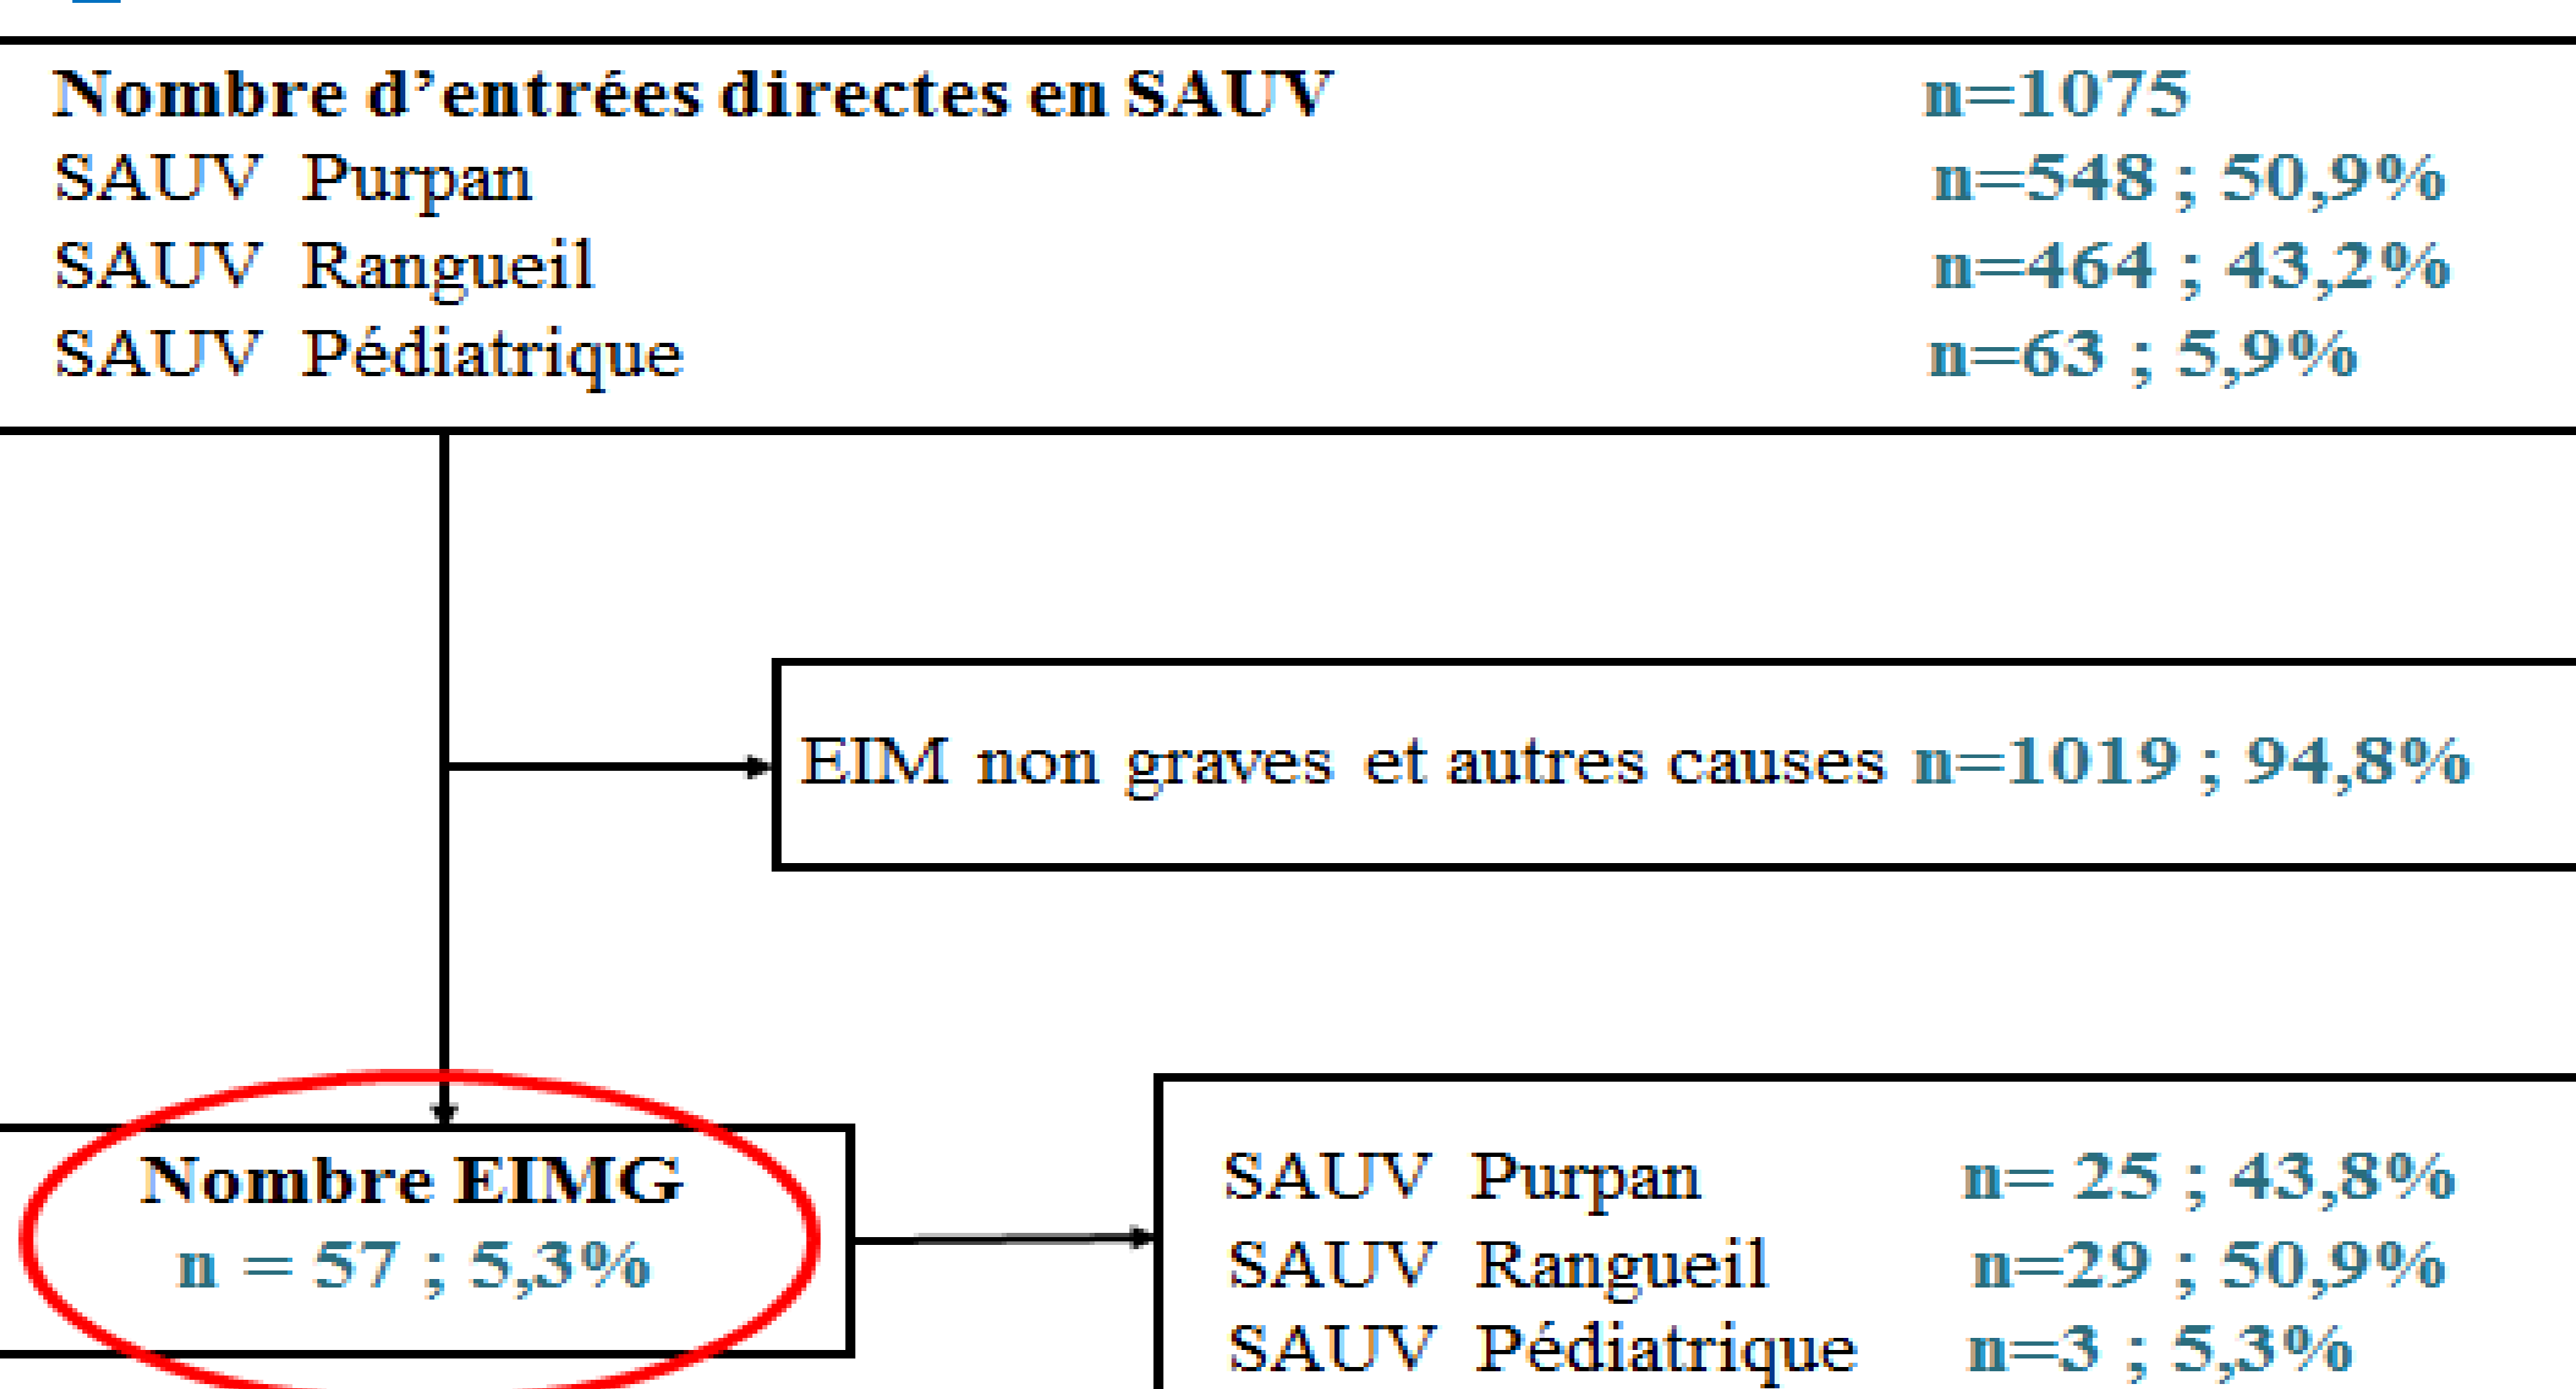 Nombre d’entrées directes en SAUV n=1075
SAUV Purpan n=548 ; 50,9%
SAUV Rangueil n=464 ; 43,2%
SAUV Pédiatrique n=63 ; 5,9%
EIM non graves et autres causes n=1019 ; 94,8%
Nombre EIMG
n = 57 ; 5,3%
SAUV Purpan n= 25 ; 43,8%
SAUV Rangueil n=29 ; 50,9%
SAUV Pédiatrique n=3 ; 5,3%